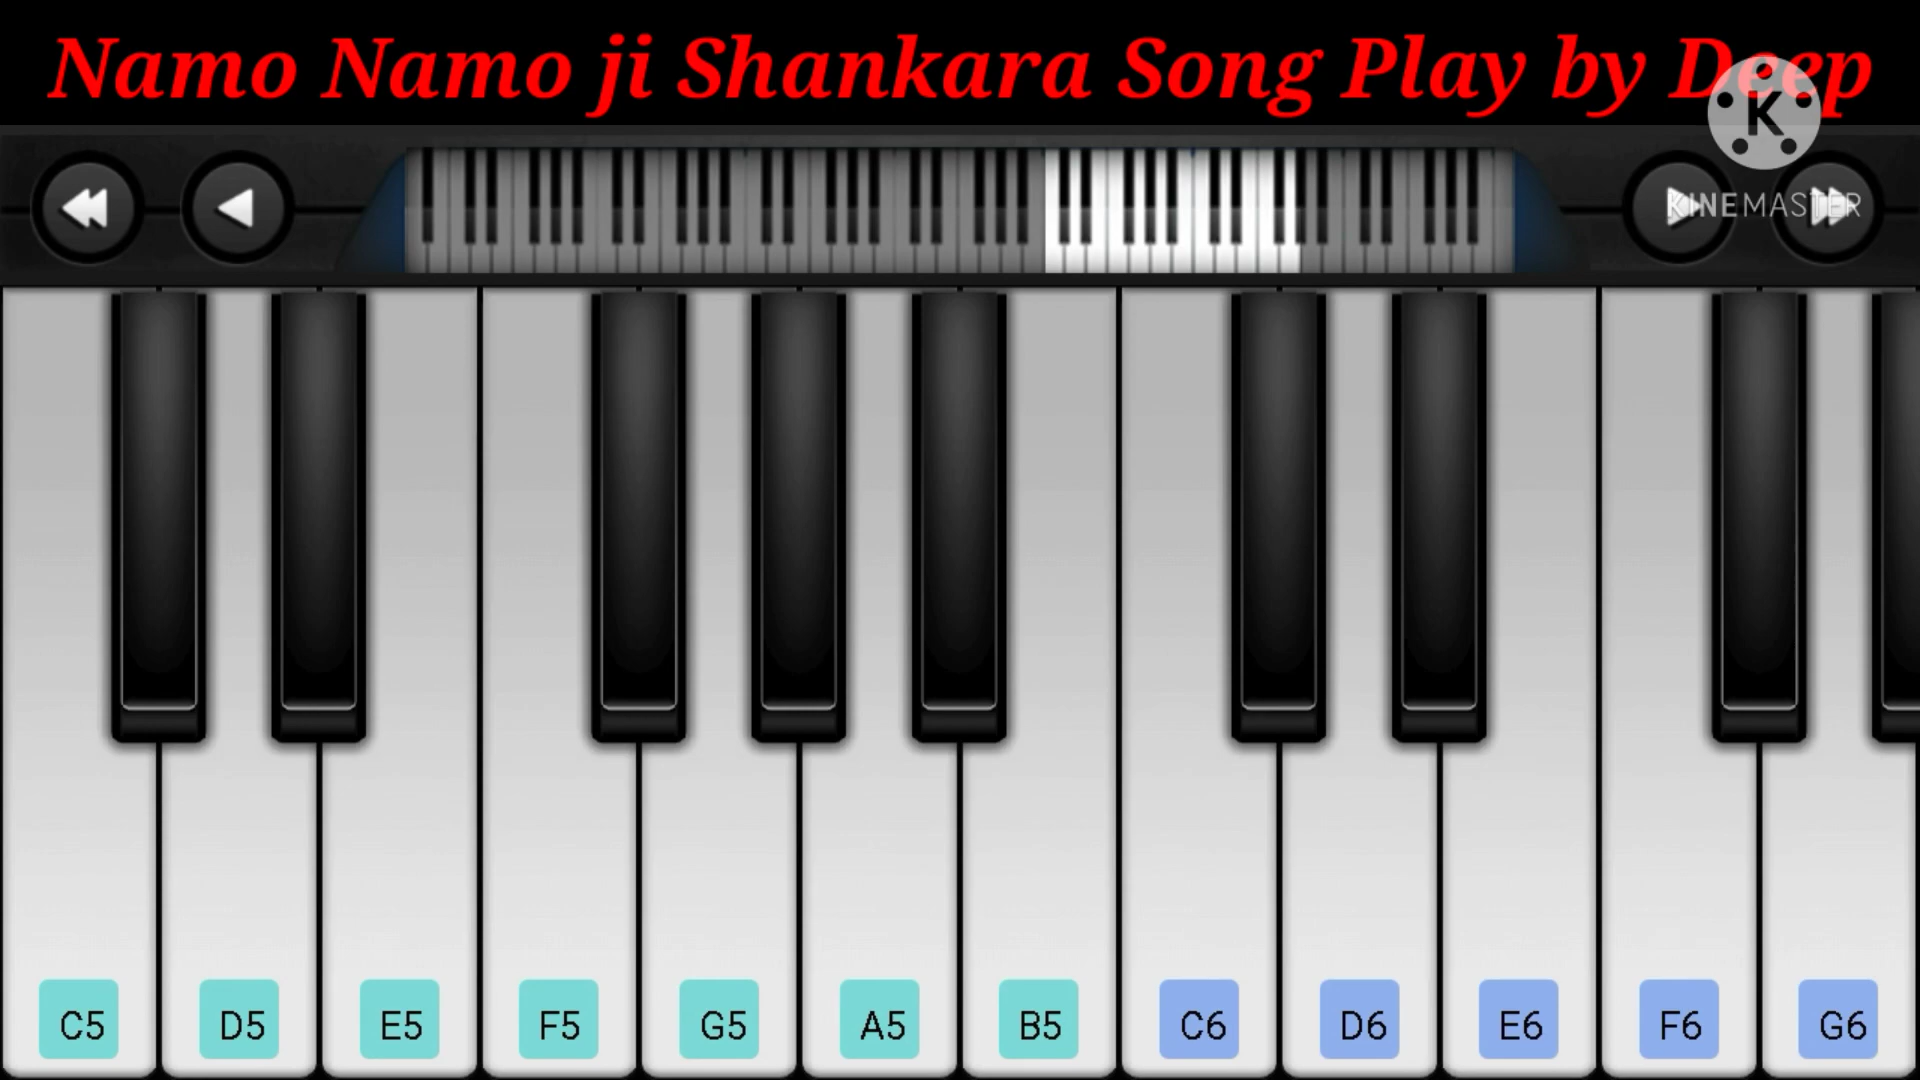 Namo Namo ji Shankara Song Play by Deep
K
KINEMASTER
C5 D5 E5 F5 G5 A5 B5 C6 D6 E6 F6 G6